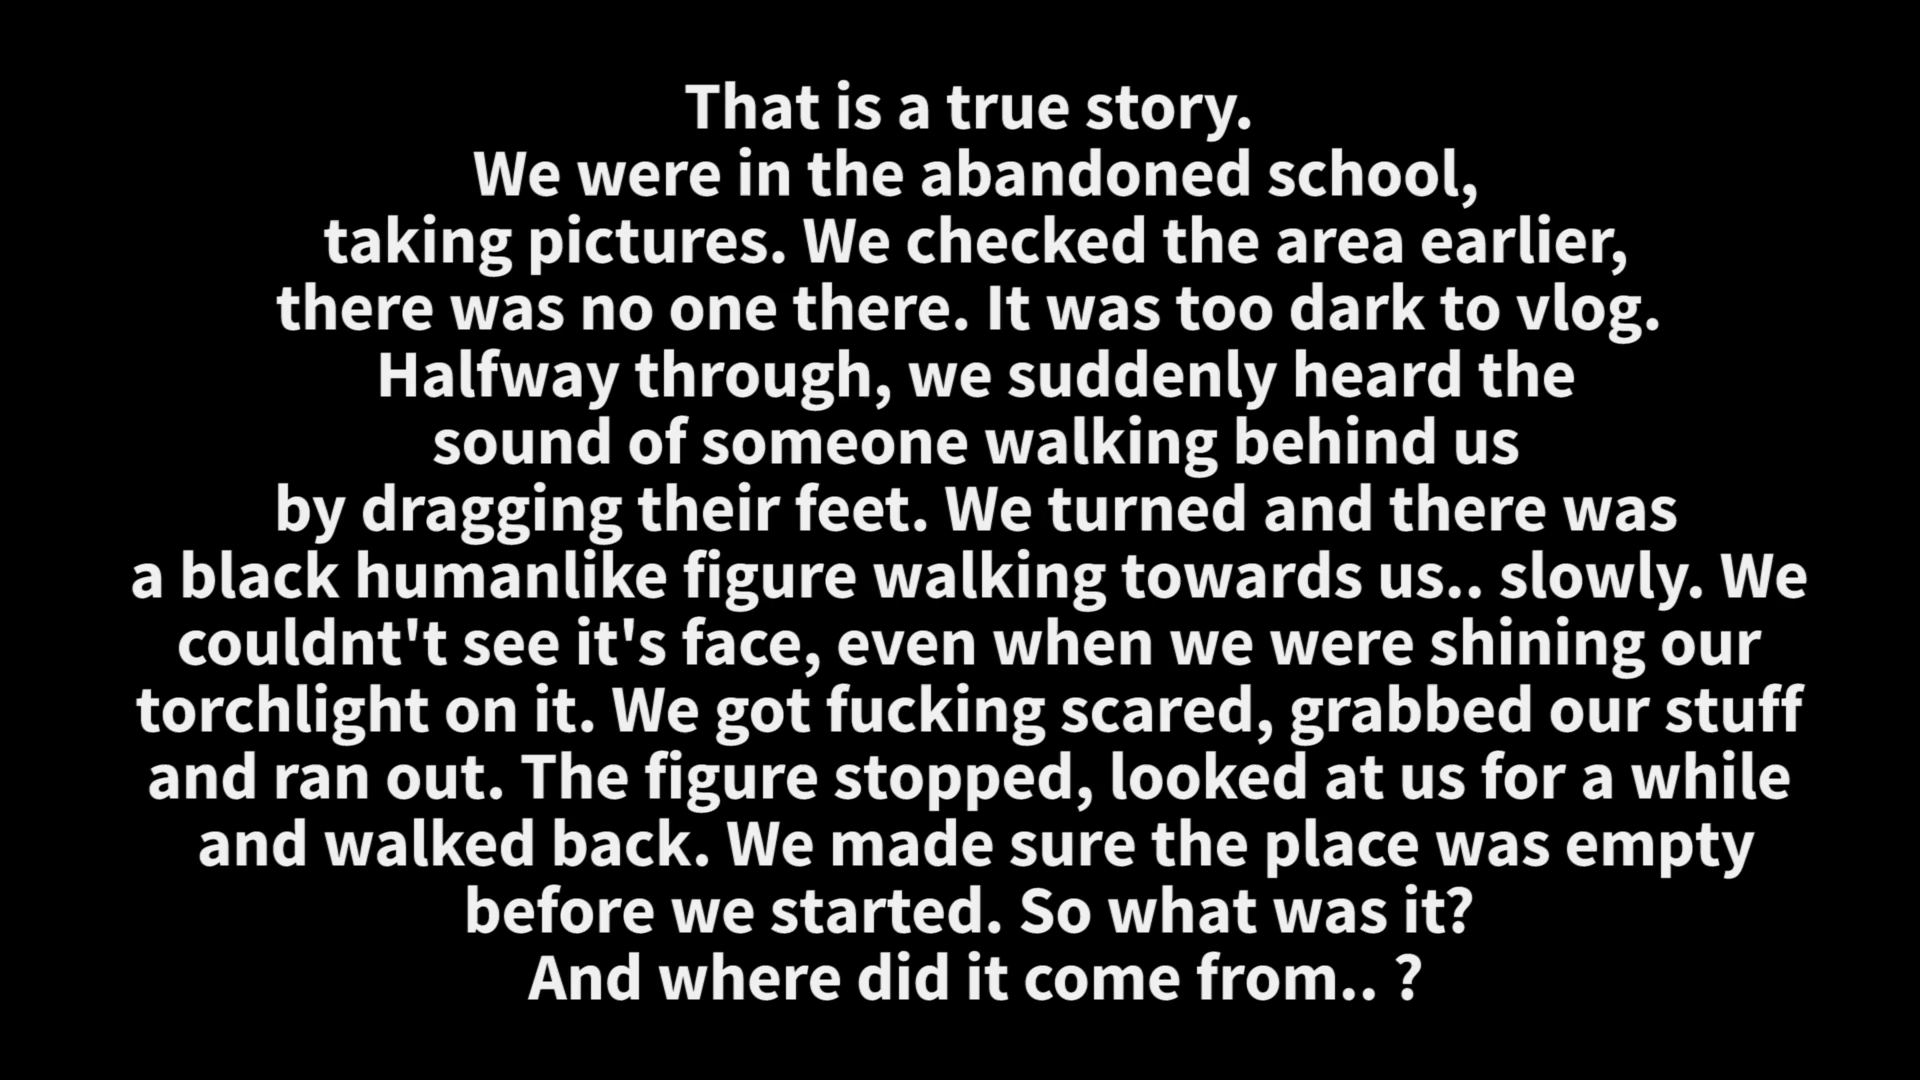 That is a true story.
We were in the abandoned school,
taking pictures. We checked the area earlier,
there was no one there. It was too dark to vlog.
Halfway through, we suddenly heard the
sound of someone walking behind us
by dragging their feet. We turned and there was
a black humanlike figure walking towards us.. slowly. We
couldnt't see it's face, even when we were shining our
torchlight on it. We got fucking scared, grabbed our stuff
and ran out. The figure stopped, looked at us for a while
and walked back. We made sure the place was empty
before we started. So what was it?
And where did it come from.. ?